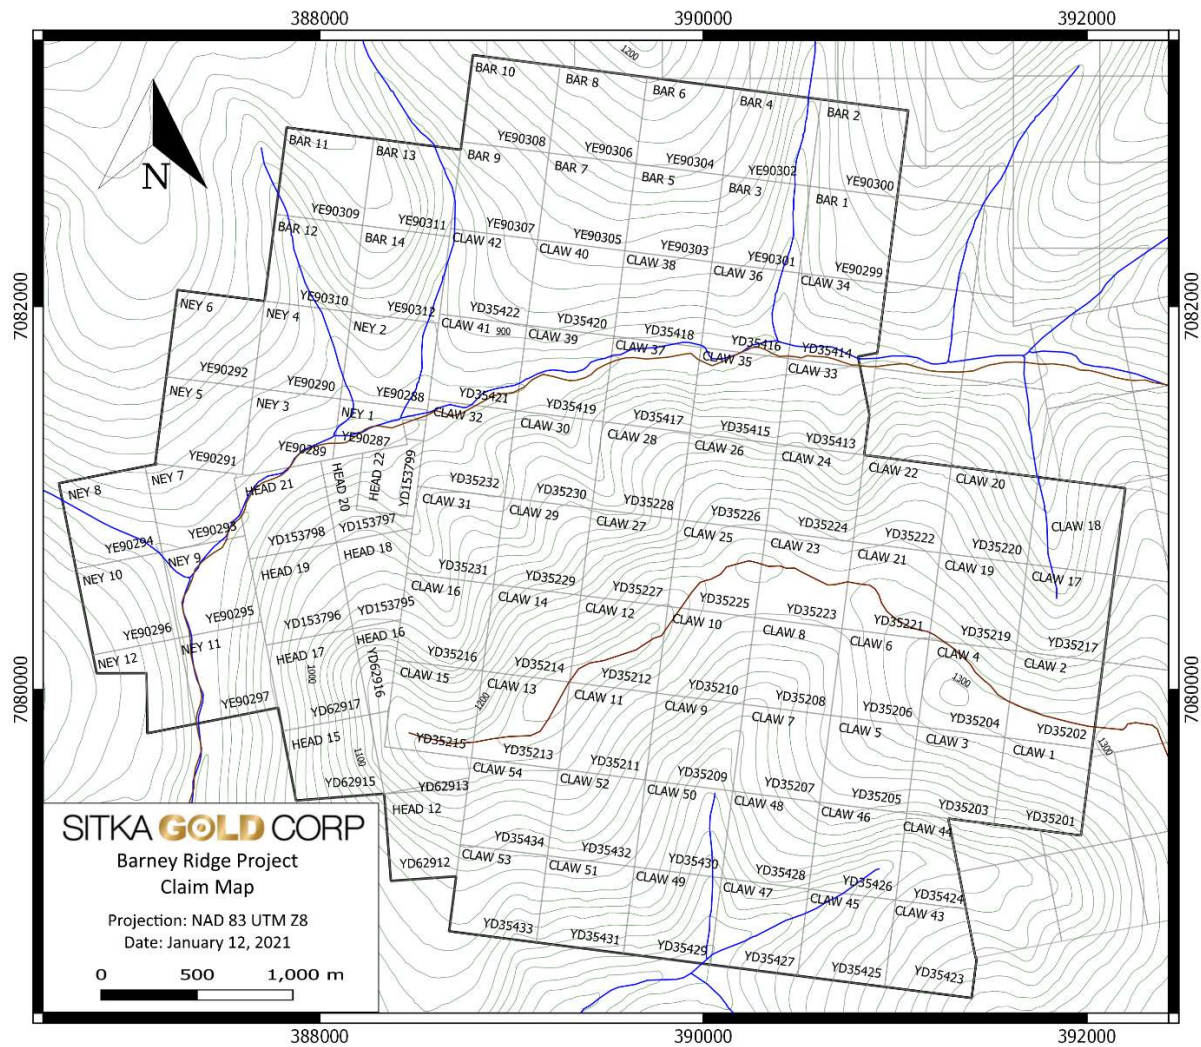 388000
390000
392000
1200
BAR 10
BAR 8
BAR 6
BAR 4
BAR 2
N
BAR 11
BAR 13
BAR 9
YE90308
BAR 7
YE90306
BAR 5
YE90304
BAR 3
YE90302
BAR 1
YE90300
YE90309
YE90311
YE90307
YE90305
YE90303
YE90301
YE90299
BAR 12
BAR 14
CLAW 42
CLAW 40
CLAW 38
CLAW 36
CLAW 34
7082000
7082000
NEY 6
NEY 4
YE90310
NEY 2
YE90312
CLAW 41
YD35422
900
CLAW 39
YD35420
CLAW 37
YD35418
CLAW 35
YD35416
CLAW 33
YD35414
YE90292
YE90290
YE90288
YD35421
YD35419
YD35417
YD35415
YD35413
NEY 5
NEY 3
NEY 1
CLAW 32
CLAW 30
CLAW 28
CLAW 26
CLAW 24
CLAW 22
CLAW 20
CLAW 18
YE90287
YE90289
YE90291
NEY 8
NEY 7
HEAD 21
HEAD 20
HEAD 22
YD153799
YD35232
YD35230
YD35228
YD35226
YD35224
YD35222
YD35220
CLAW 31
CLAW 29
CLAW 27
CLAW 25
CLAW 23
CLAW 21
CLAW 19
CLAW 17
YE90294
YE90293
YD153798
YD153797
NEY 10
NEY 9
HEAD 19
HEAD 18
YD35231
YD35229
YD35227
YD35225
YD35223
YD35221
YD35219
YD35217
CLAW 16
CLAW 14
CLAW 12
CLAW 10
CLAW 8
CLAW 6
CLAW 4
CLAW 2
YE90296
YE90295
YD153796
YD153795
NEY 12
NEY 11
HEAD 17
HEAD 16
YD62916
1000
YD35216
YD35214
YD35212
YD35210
YD35208
YD35206
YD35204
YD35202
1300
CLAW 15
CLAW 13
1200
CLAW 11
CLAW 9
CLAW 7
CLAW 5
CLAW 3
CLAW 1
1300
7080000
7080000
YE90297
YD62917
HEAD 15
1100
YD35215
YD35213
YD35211
YD35209
YD35207
YD35205
YD35203
YD35201
YD62915
YD62913
CLAW 54
CLAW 52
CLAW 50
CLAW 48
CLAW 46
CLAW 44
HEAD 12
YD62912
YD35434
YD35432
YD35430
YD35428
YD35426
YD35424
CLAW 53
CLAW 51
CLAW 49
CLAW 47
CLAW 45
CLAW 43
YD35433
YD35431
YD35429
YD35427
YD35425
YD35423
SITKA GOLD CORP
Barney Ridge Project
Claim Map
Projection: NAD 83 UTM Z8
Date: January 12, 2021
0 500 1,000 m
388000
390000
392000